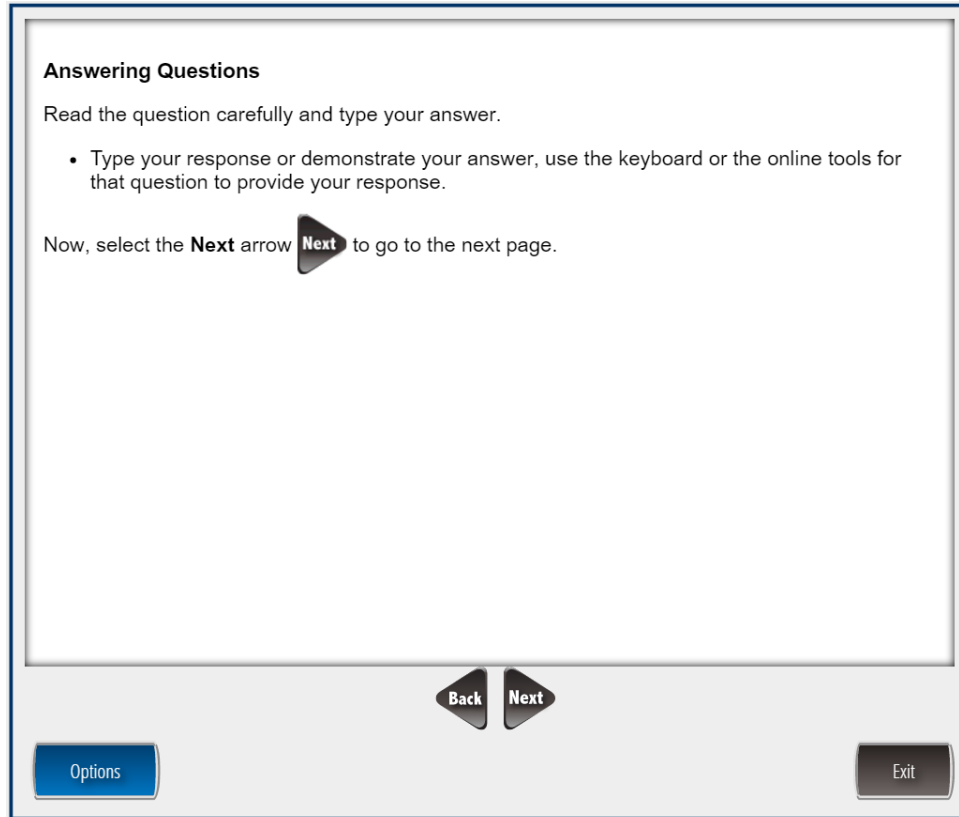 Answering Questions
Read the question carefully and type your answer.
• Type your response or demonstrate your answer, use the keyboard or the online tools for
that question to provide your response.
Now, select the Next arrow Next to go to the next page.
Back Next
Options Exit